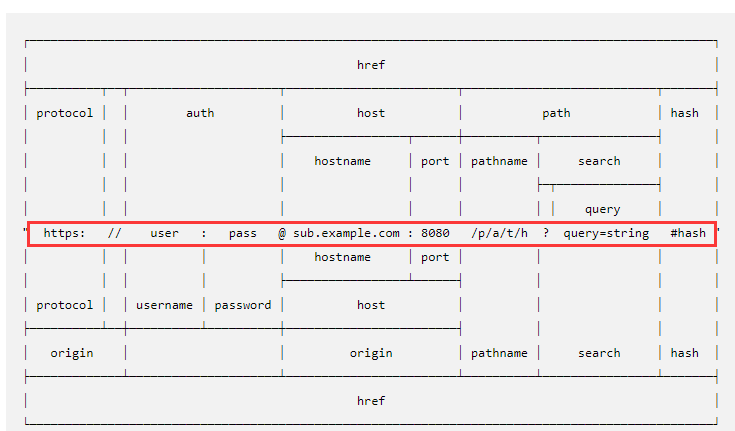 href
protocol auth host path hash
hostname port pathname search
query
" https: // user : pass @ sub.example.com : 8080 /p/a/t/h ? query=string #hash "
hostname port
protocol username password host
origin origin pathname search hash
href